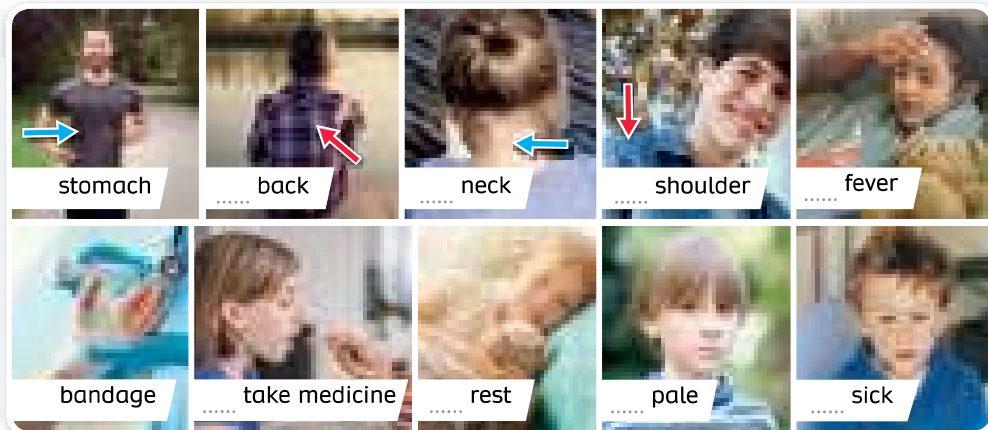 stomach
...... back
...... neck
...... shoulder
...... fever
bandage
...... take medicine
...... rest
...... pale
...... sick